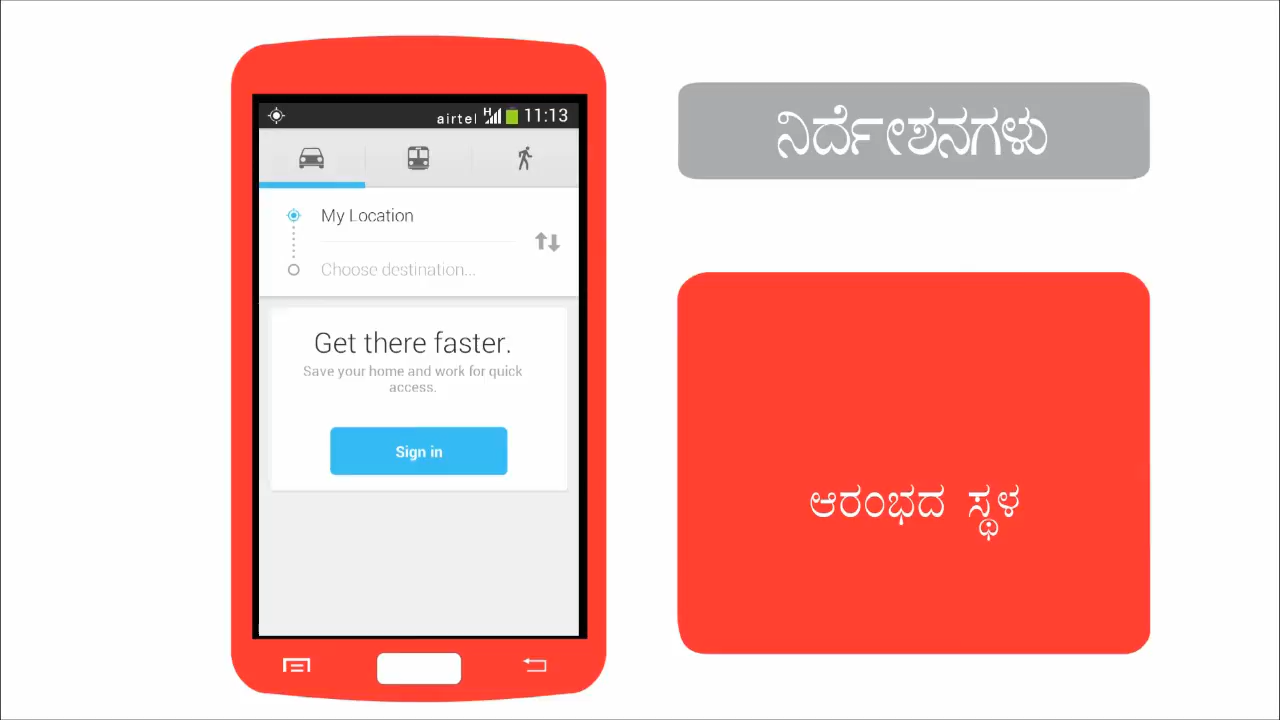 airtel H 11:13
My Location
Choose destination...
Get there faster.
Save your home and work for quick
access.
Sign in
ನಿರ್ದೇಶನಗಳು
ಆರಂಭದ ಸ್ಥಳ